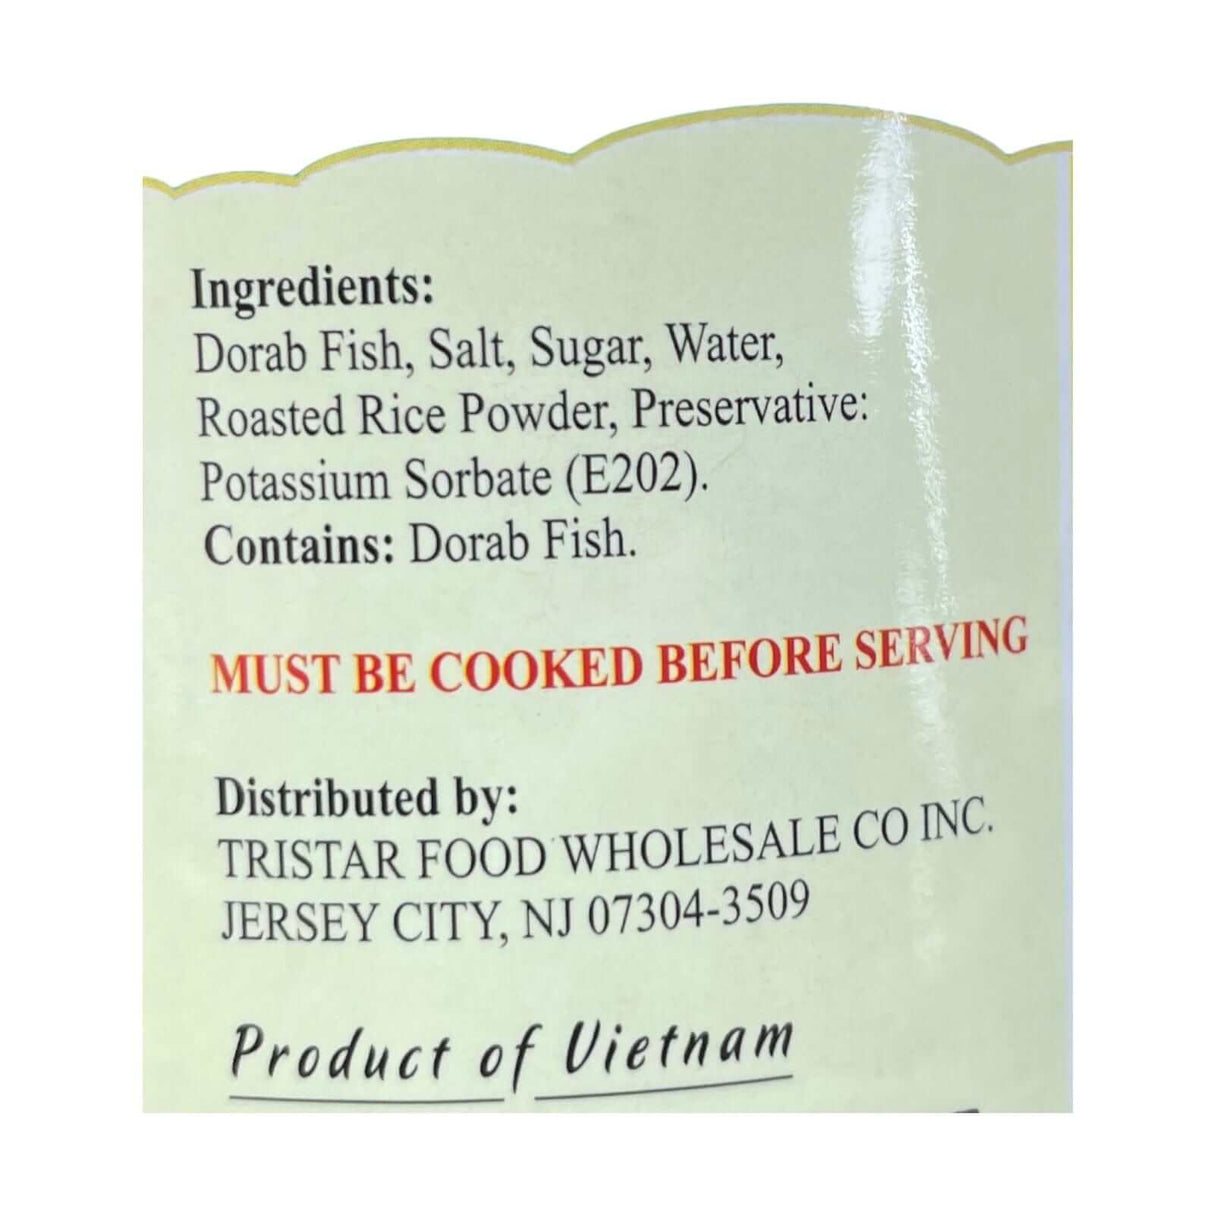 Ingredients:
Dorab Fish, Salt, Sugar, Water,
Roasted Rice Powder, Preservative:
Potassium Sorbate (E202).
Contains: Dorab Fish.
MUST BE COOKED BEFORE SERVING
Distributed by:
TRISTAR FOOD WHOLESALE CO INC.
JERSEY CITY, NJ 07304-3509
Product of Vietnam